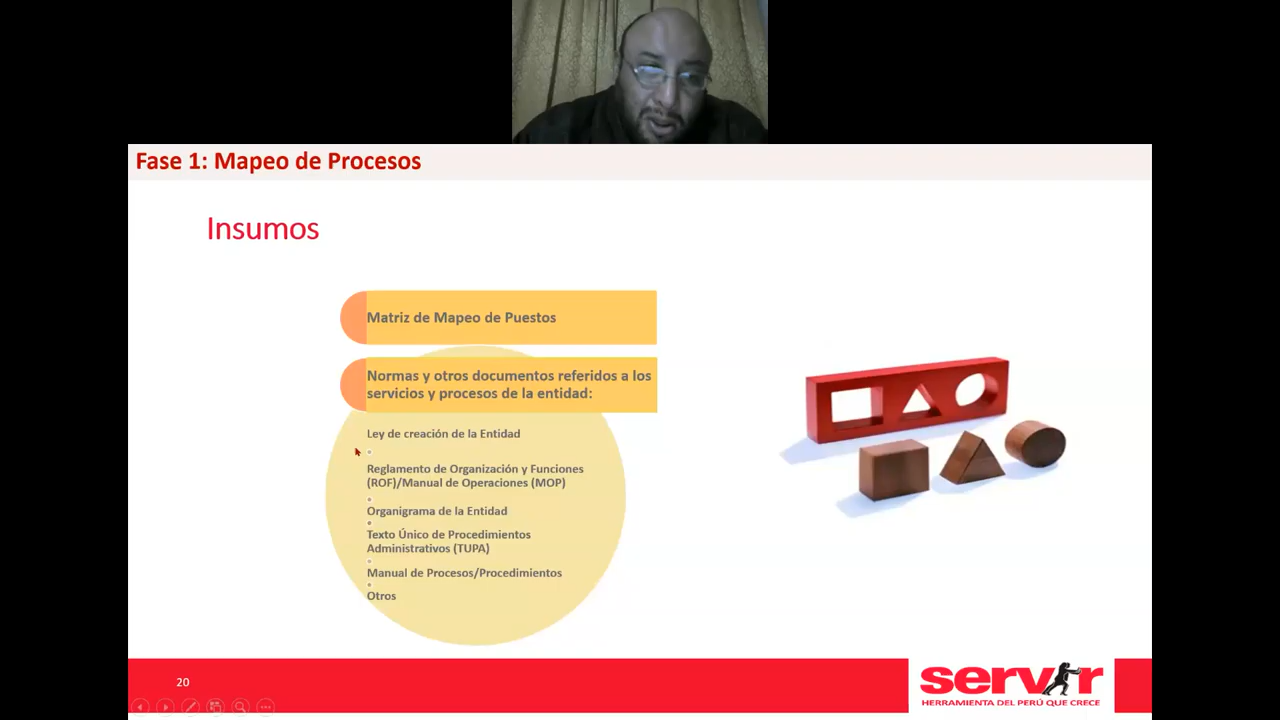 Fase 1: Mapeo de Procesos
Insumos
Matriz de Mapeo de Puestos
Normas y otros documentos referidos a los
servicios y procesos de la entidad:
Ley de creación de la Entidad
Reglamento de Organización y Funciones
(ROF)/Manual de Operaciones (MOP)
Organigrama de la Entidad
Texto Único de Procedimientos
Administrativos (TUPA)
Manual de Procesos/Procedimientos
Otros
20
servir
HERRAMIENTA DEL PERÚ QUE CRECE